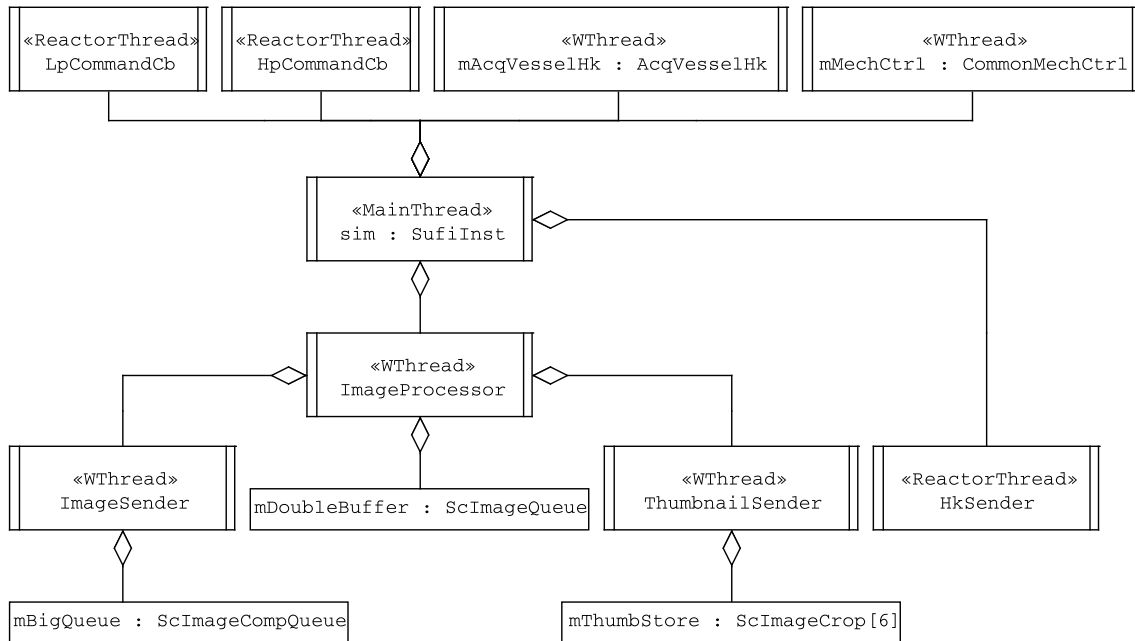 «ReactorThread»
LpCommandCb
«ReactorThread»
HpCommandCb
«WThread»
mAcqVesselHk : AcqVesselHk
«WThread»
mMechCtrl : CommonMechCtrl
«MainThread»
sim : SufiInst
«WThread»
ImageProcessor
«WThread»
ImageSender
mDoubleBuffer : ScImageQueue
«WThread»
ThumbnailSender
«ReactorThread»
HkSender
mBigQueue : ScImageCompQueue
mThumbStore : ScImageCrop[6]